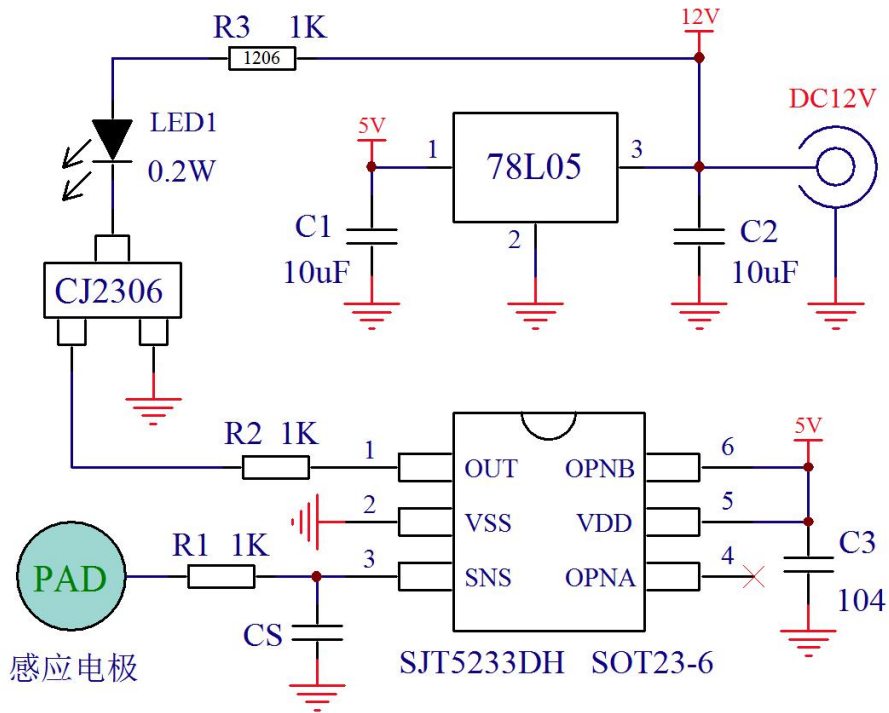 R3 1K
1206
12V
LED1
0.2W
5V
1
78L05
3
2
DC12V
C1
10uF
C2
10uF
CJ2306
R2 1K
1
OUT
OPNB
6
5V
2
VSS
VDD
5
R1 1K
3
SNS
OPNA
4
C3
104
PAD
CS
感应电极
SJT5233DH SOT23-6